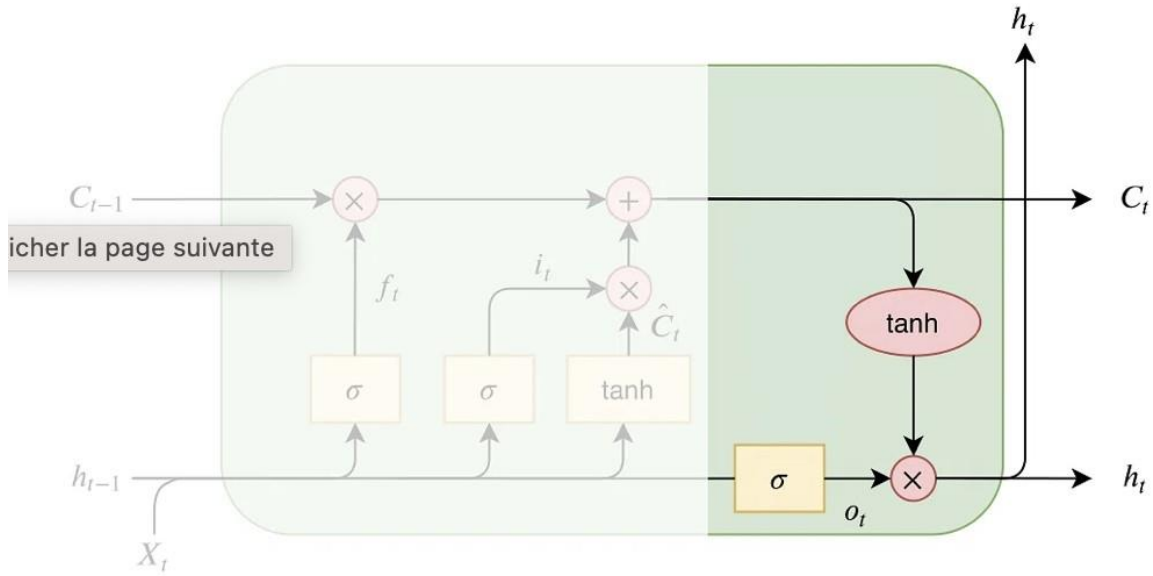 h_t
C_{t-1}
×
+
C_t
icher la page suivante
f_t
i_t
×
Ĉ_t
tanh
σ
σ
tanh
h_{t-1}
σ
×
h_t
o_t
X_t